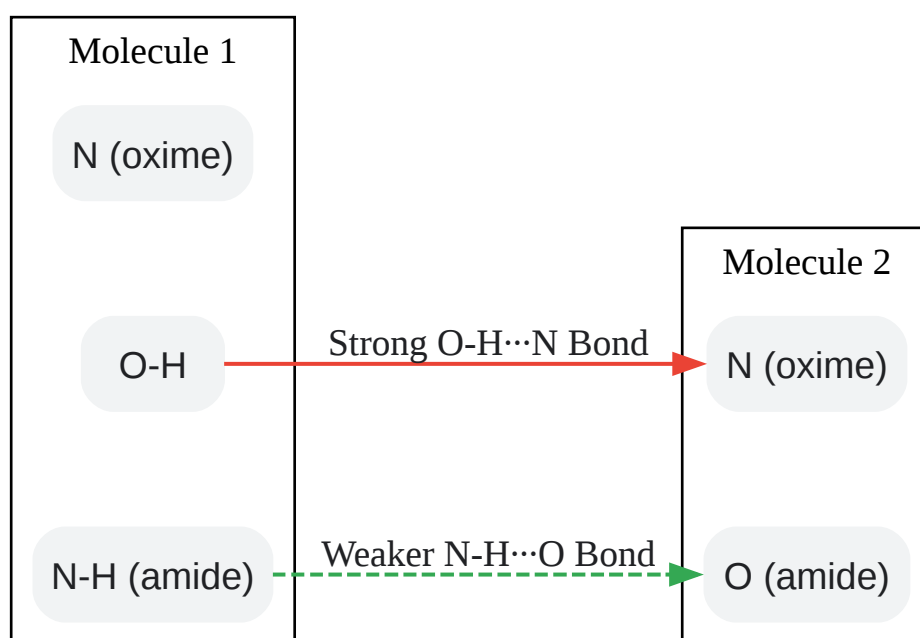 Molecule 1
N (oxime)
Molecule 2
Strong O-H···N Bond
O-H
N (oxime)
Weaker N-H···O Bond
N-H (amide)
O (amide)